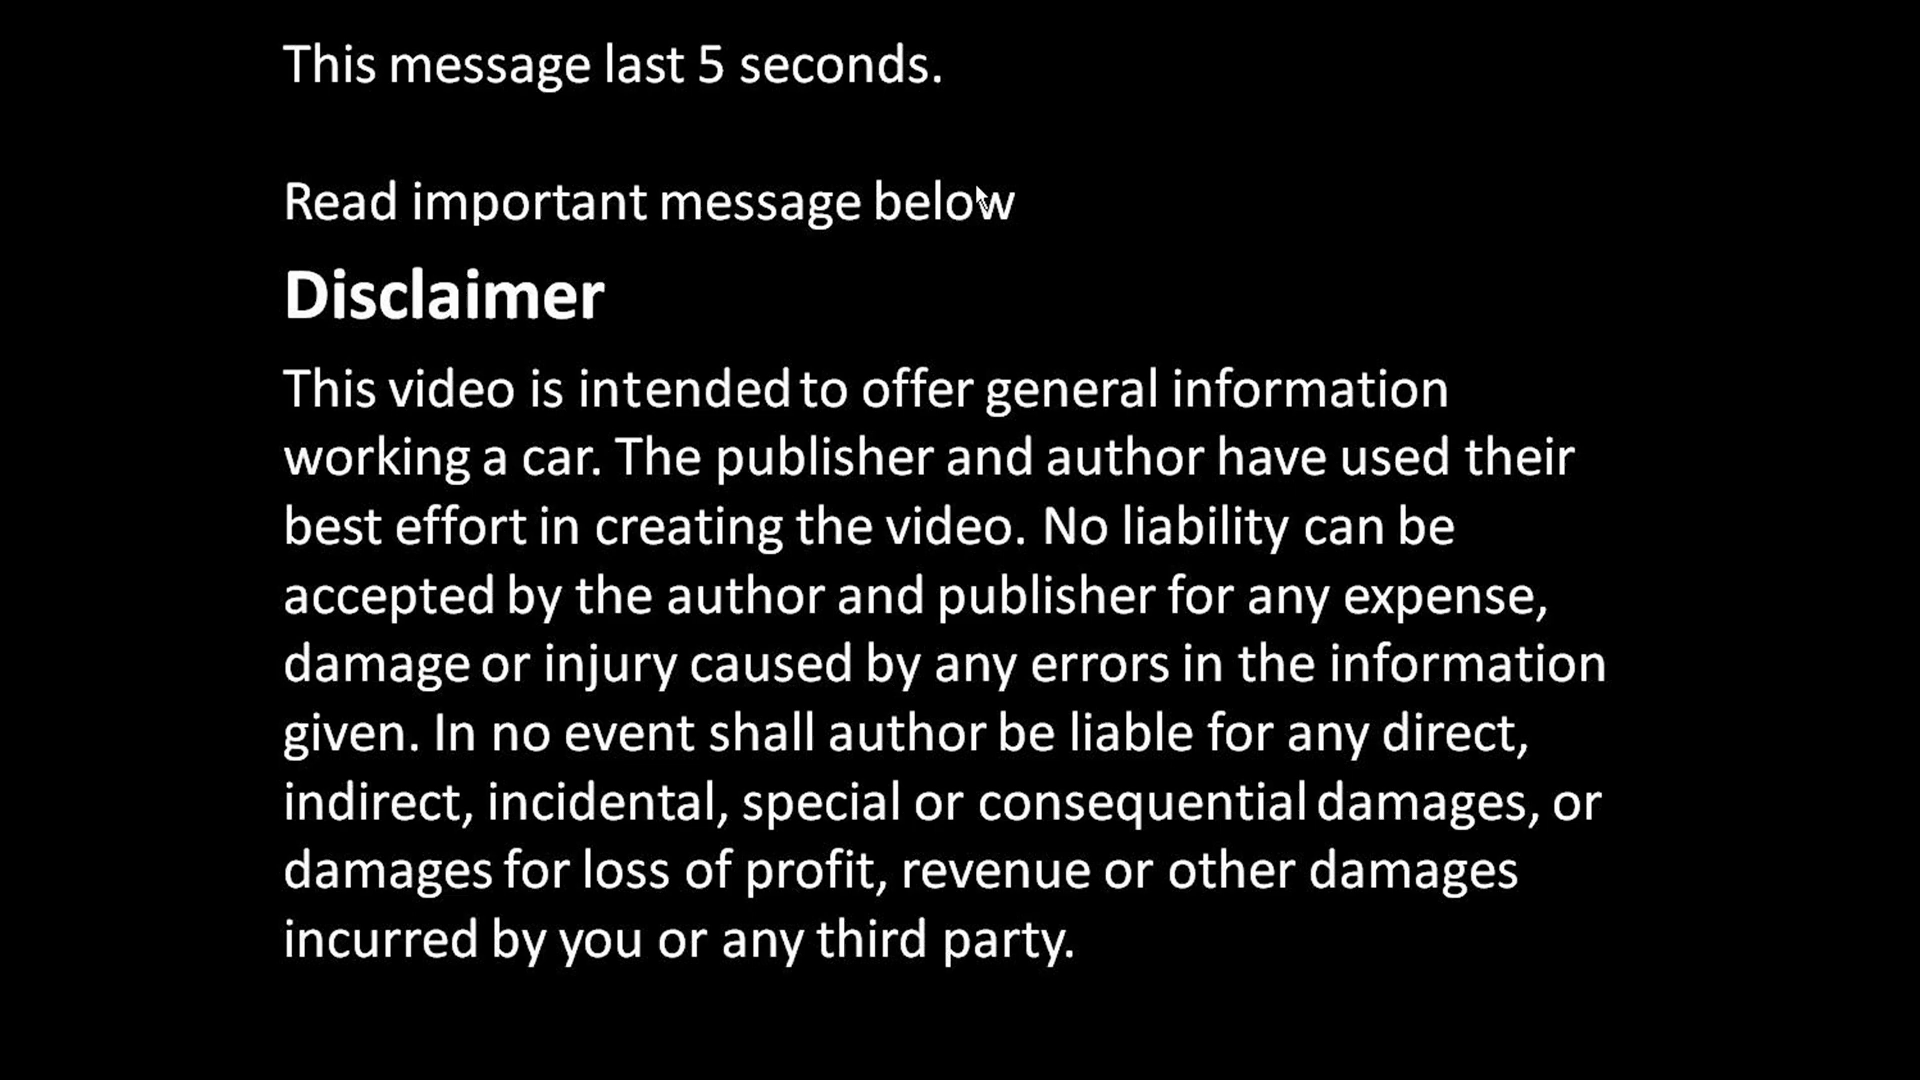 This message last 5 seconds.
Read important message below
Disclaimer
This video is intended to offer general information
working a car. The publisher and author have used their
best effort in creating the video. No liability can be
accepted by the author and publisher for any expense,
damage or injury caused by any errors in the information
given. In no event shall author be liable for any direct,
indirect, incidental, special or consequential damages, or
damages for loss of profit, revenue or other damages
incurred by you or any third party.